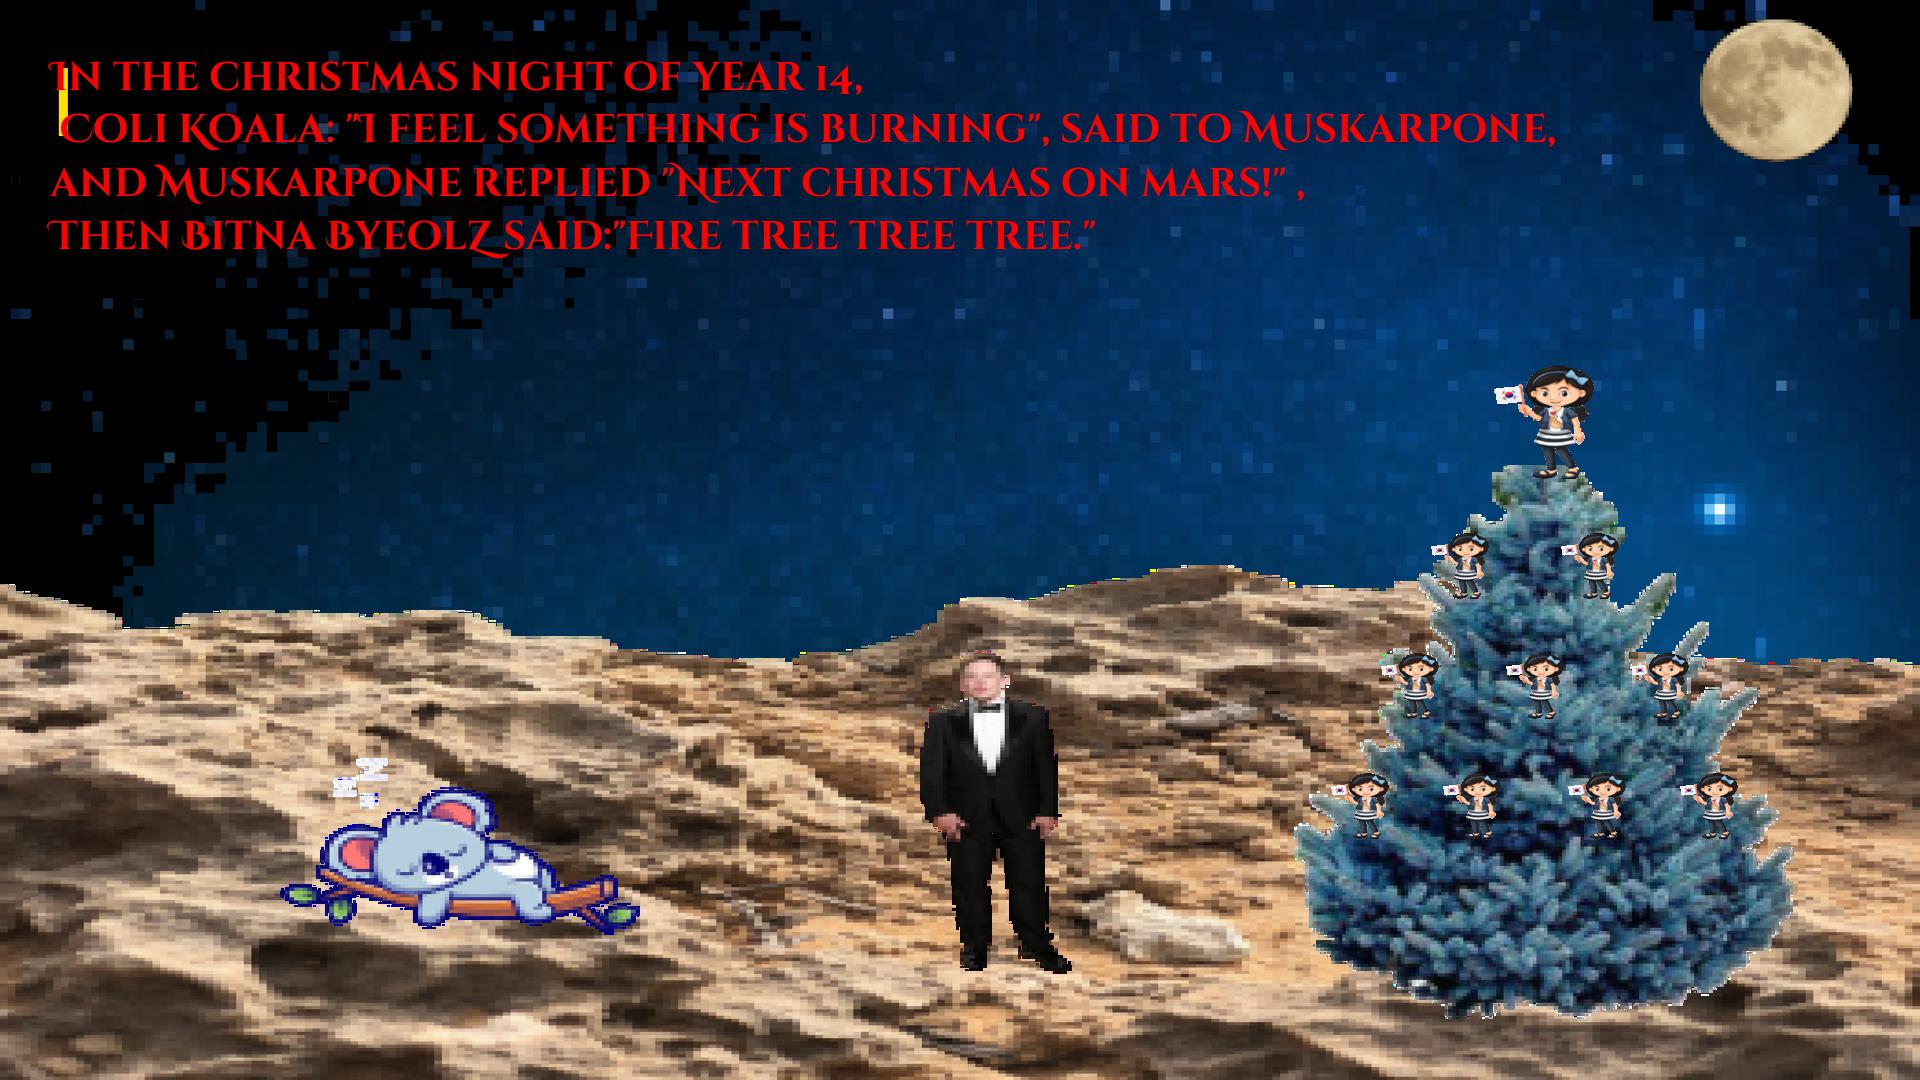 In the Christmas night of year 14,
Coli Koala: "I feel something is burning", said to Muskarpone,
and Muskarpone replied "Next Christmas on Mars!" ,
Then Bitna Byeolz said:"Fire tree tree tree."
z z z